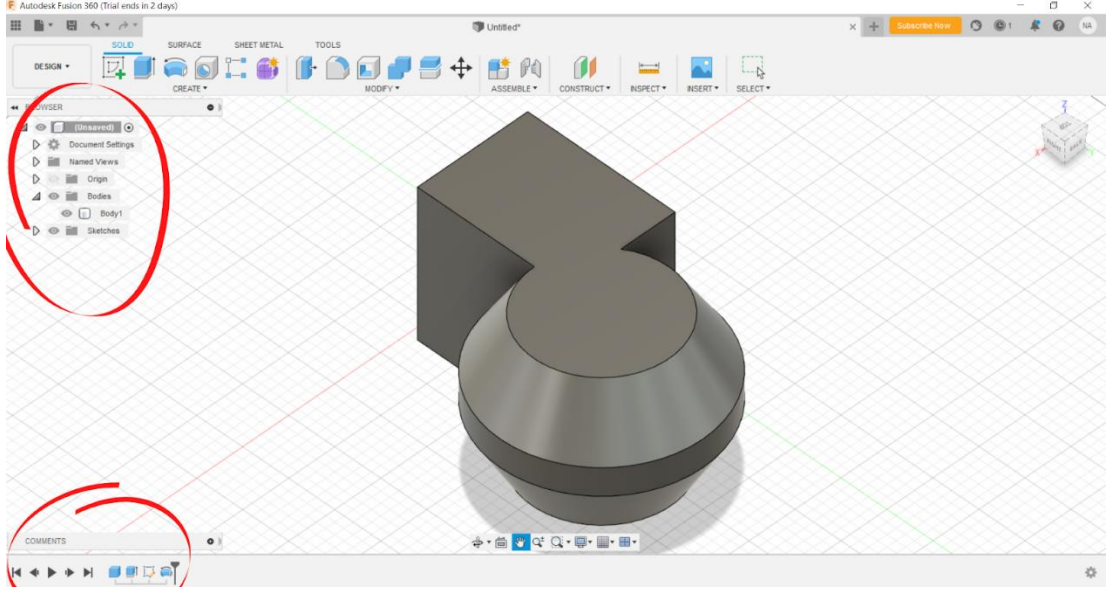 Autodesk Fusion 360 (Trial ends in 2 days)
Untitled*
Subscribe Now
1
NA
SOLID SURFACE SHEET METAL TOOLS
DESIGN
CREATE MODIFY ASSEMBLE CONSTRUCT INSPECT INSERT SELECT
BROWSER
(Unsaved)
Document Settings
Named Views
Origin
Bodies
Body1
Sketches
Z
COMMENTS